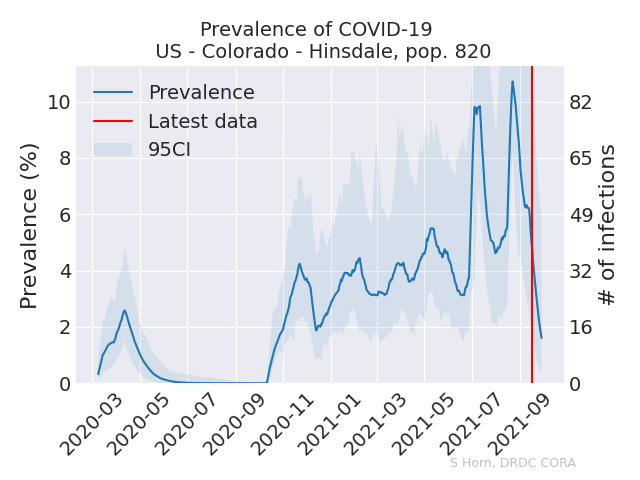 Prevalence of COVID-19
US - Colorado - Hinsdale, pop. 820
Prevalence
Latest data
95CI
Prevalence (%)
10
8
6
4
2
0
82
65
49
32
16
0
# of infections
2020-03
2020-05
2020-07
2020-09
2020-11
2021-01
2021-03
2021-05
2021-07
2021-09
S Horn, DRDC CORA